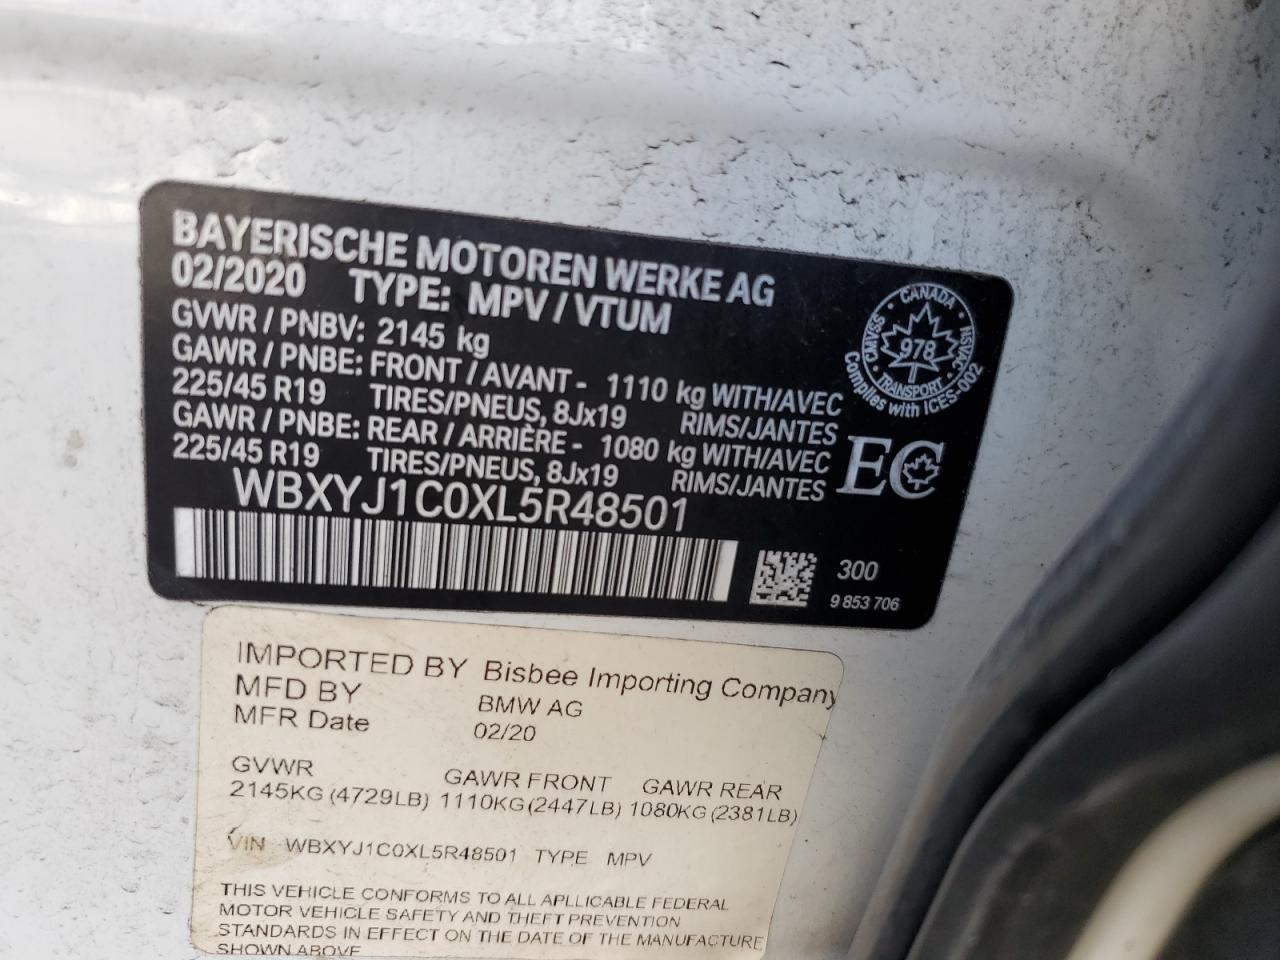 BAYERISCHE MOTOREN WERKE AG
02/2020 TYPE: MPV / VTUM
GVWR / PNBV: 2145 kg
GAWR / PNBE: FRONT / AVANT - 1110 kg WITH/AVEC
225/45 R19 TIRES/PNEUS, 8Jx19 RIMS/JANTES
GAWR / PNBE: REAR / ARRIÈRE - 1080 kg WITH/AVEC
225/45 R19 TIRES/PNEUS, 8Jx19 RIMS/JANTES
WBXYJ1C0XL5R48501
CANADA
CMVSS NSVAC
978
TRANSPORT
Complies with ICES-002
EC
300
9 853 706
IMPORTED BY Bisbee Importing Company
MFD BY BMW AG
MFR Date 02/20
GVWR GAWR FRONT GAWR REAR
2145KG (4729LB) 1110KG (2447LB) 1080KG (2381LB)
VIN WBXYJ1C0XL5R48501 TYPE MPV
THIS VEHICLE CONFORMS TO ALL APLLICABLE FEDERAL
MOTOR VEHICLE SAFETY AND THEFT PREVENTION
STANDARDS IN EFFECT ON THE DATE OF THE MANUFACTURE
SHOWN ABOVE